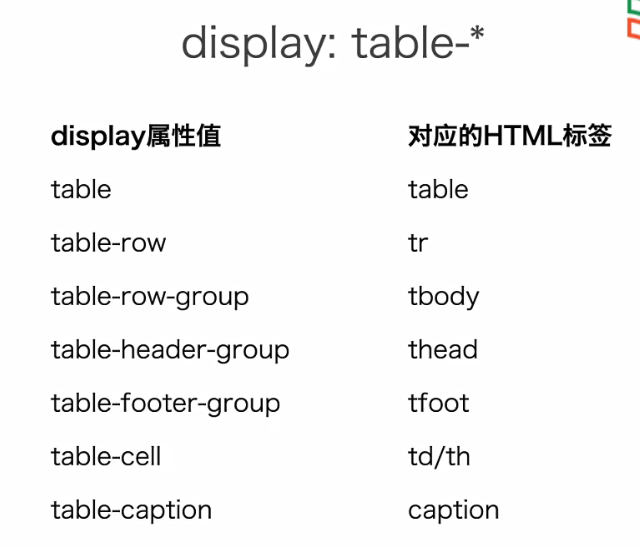 display: table-*
display属性值 对应的HTML标签
table table
table-row tr
table-row-group tbody
table-header-group thead
table-footer-group tfoot
table-cell td/th
table-caption caption